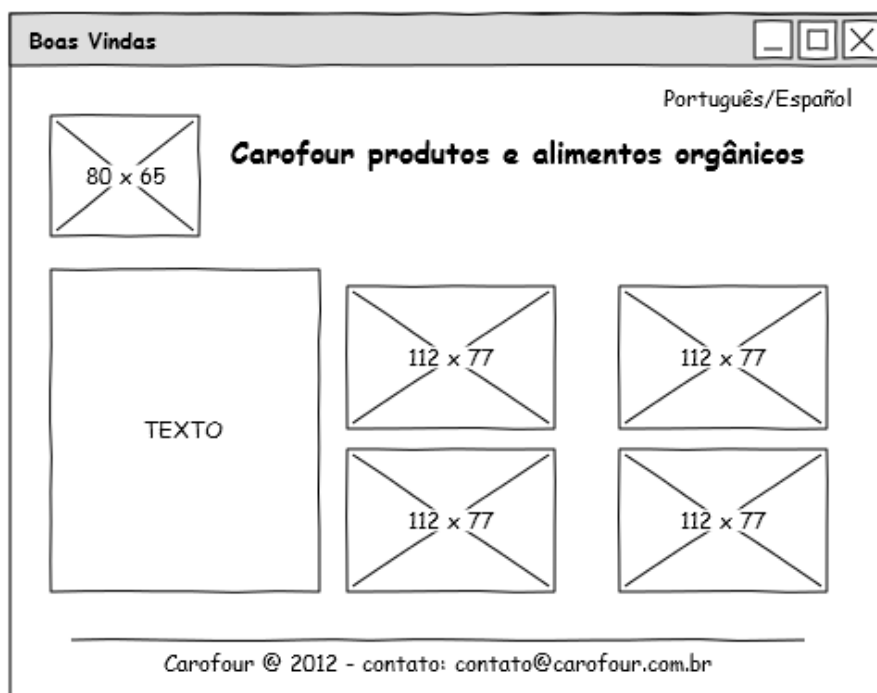 Boas Vindas
Português/Español
80 x 65
Carofour produtos e alimentos orgânicos
TEXTO
112 x 77
112 x 77
112 x 77
112 x 77
Carofour @ 2012 - contato: contato@carofour.com.br